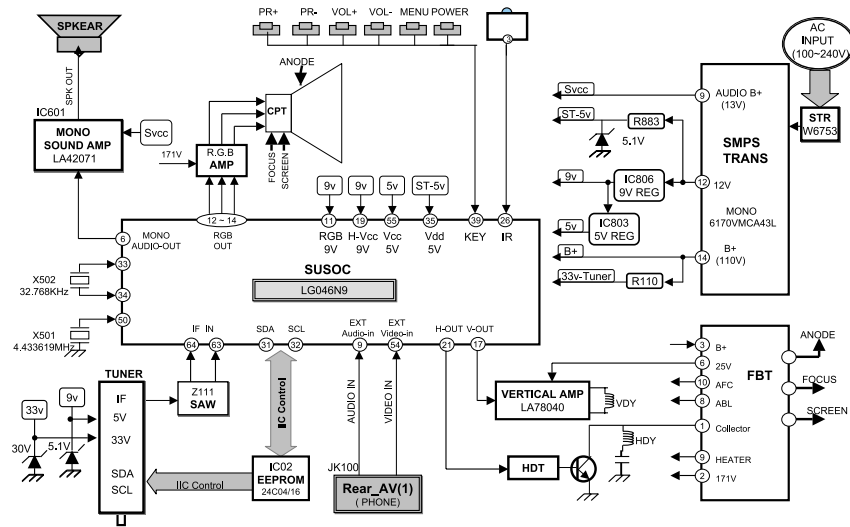 PR+ PR- VOL+ VOL- MENU POWER
3
SPKEAR
SPK OUT
IC601
MONO
SOUND AMP
LA42071
Svcc
171V
R.G.B
AMP
ANODE
CPT
FOCUS
SCREEN
AC
INPUT
(100~240V)
STR
W6753
SMPS
TRANS
MONO
6170VMCA43L
9 AUDIO B+
(13V)
12 12V
14 B+
(110V)
Svcc
ST-5v
R883
5.1V
9v
IC806
9V REG
5v
IC803
5V REG
B+
33v-Tuner
R110
9v 9v 5v ST-5v
12 ~ 14 11 19 55 35 39 26
6 MONO
AUDIO-OUT
RGB
OUT
RGB
9V
H-Vcc
9V
Vcc
5V
Vdd
5V
KEY
IR
SUSOC
LG046N9
33
X502
32.768KHz
34
50
X501
4.433619MHz
IF IN
SDA
SCL
EXT
Audio-in
EXT
Video-in
H-OUT
V-OUT
64 63 31 32 9 54 21 17
TUNER
IF
5V
33V
SDA
SCL
33v
9v
30V
5.1V
Z111
SAW
IIC Control
IIC Control
IC02
EEPROM
24C04/16
AUDIO IN
VIDEO IN
JK100
Rear_AV(1)
( PHONE)
VERTICAL AMP
LA78040
VDY
HDT
HDY
FBT
3 B+
6 25V
10 AFC
8 ABL
1 Collector
9 HEATER
2 171V
ANODE
FOCUS
SCREEN